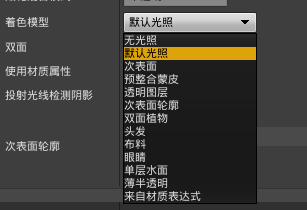 着色模型
默认光照
双面
使用材质属性
投射光线检测阴影
次表面轮廓
无光照
默认光照
次表面
预整合蒙皮
透明图层
次表面轮廓
双面植物
头发
布料
眼睛
单层水面
薄半透明
来自材质表达式